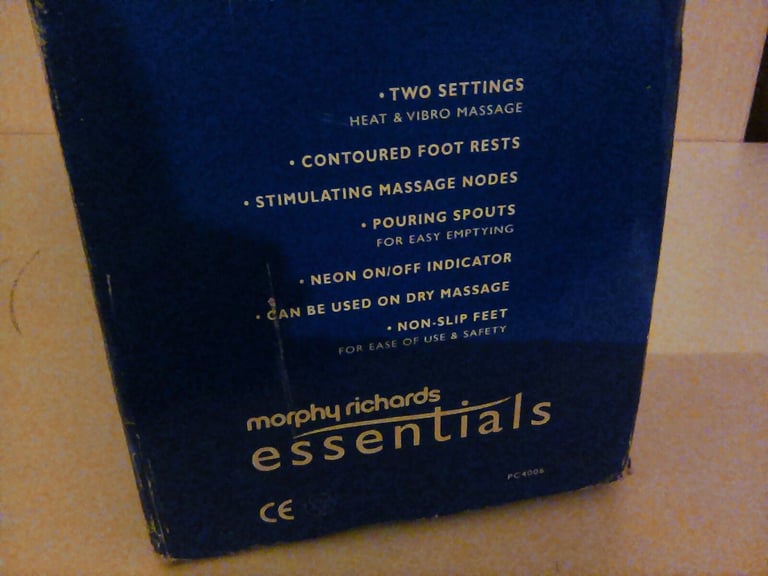 • TWO SETTINGS
HEAT & VIBRO MASSAGE
• CONTOURED FOOT RESTS
• STIMULATING MASSAGE NODES
• POURING SPOUTS
FOR EASY EMPTYING
• NEON ON/OFF INDICATOR
• CAN BE USED ON DRY MASSAGE
• NON-SLIP FEET
FOR EASE OF USE & SAFETY
morphy richards
essentials
PC4006
CE